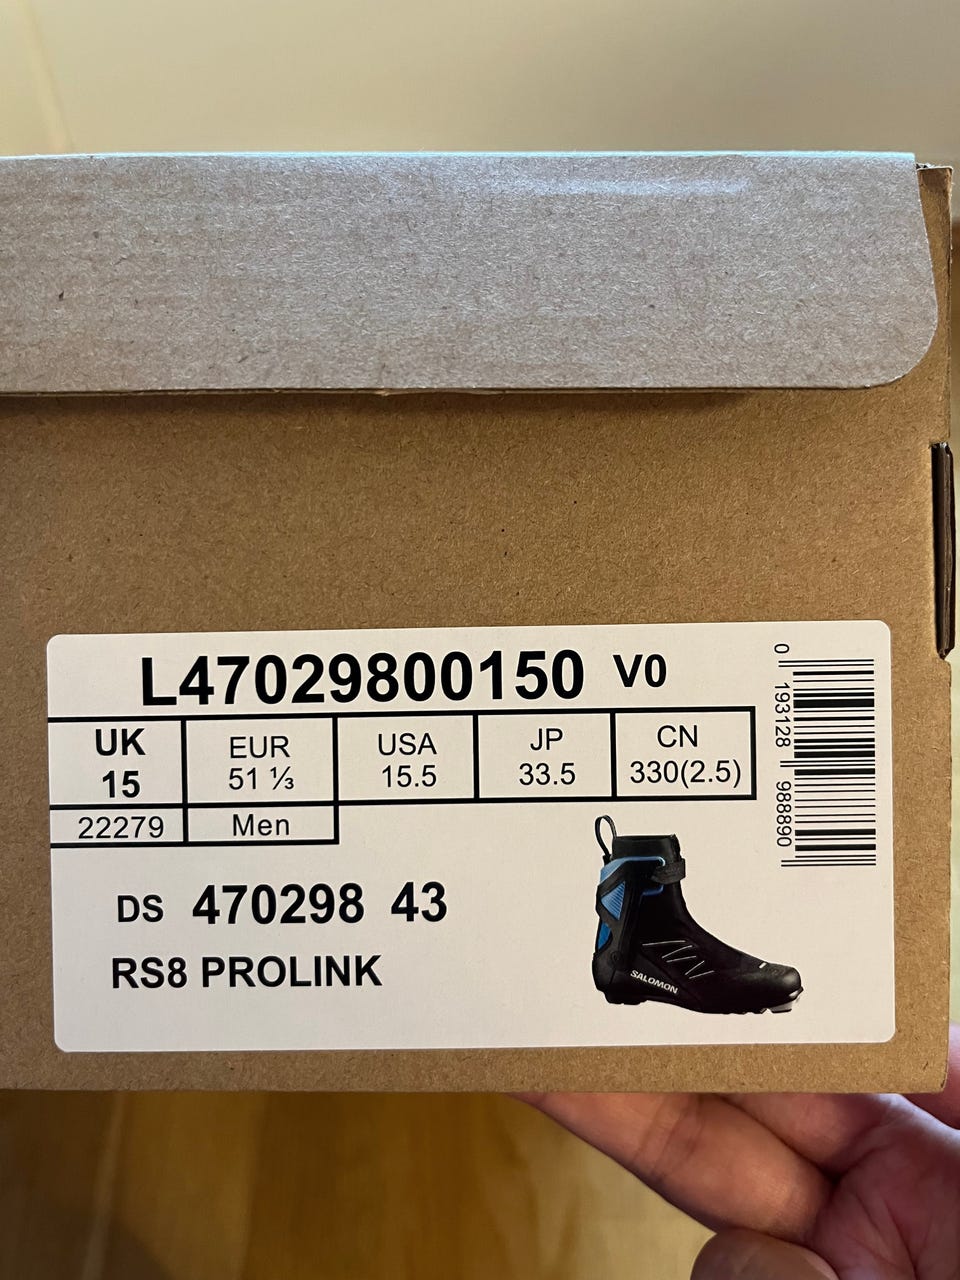 L47029800150 V0
UK EUR USA JP CN
15 51 ⅓ 15.5 33.5 330(2.5)
22279 Men
DS 470298 43
RS8 PROLINK
SALOMON
0 193128 988890